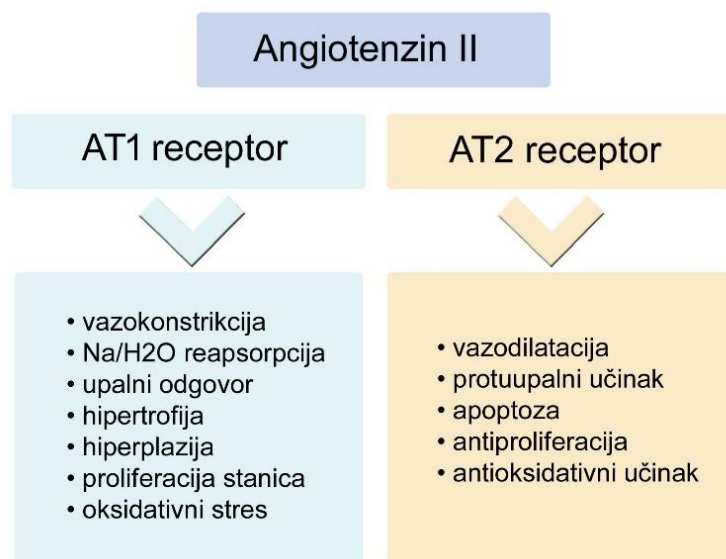 Angiotenzin II
AT1 receptor
• vazokonstrikcija
• Na/H2O reapsorpcija
• upalni odgovor
• hipertrofija
• hiperplazija
• proliferacija stanica
• oksidativni stres
AT2 receptor
• vazodilatacija
• protuupalni učinak
• apoptoza
• antiproliferacija
• antioksidativni učinak